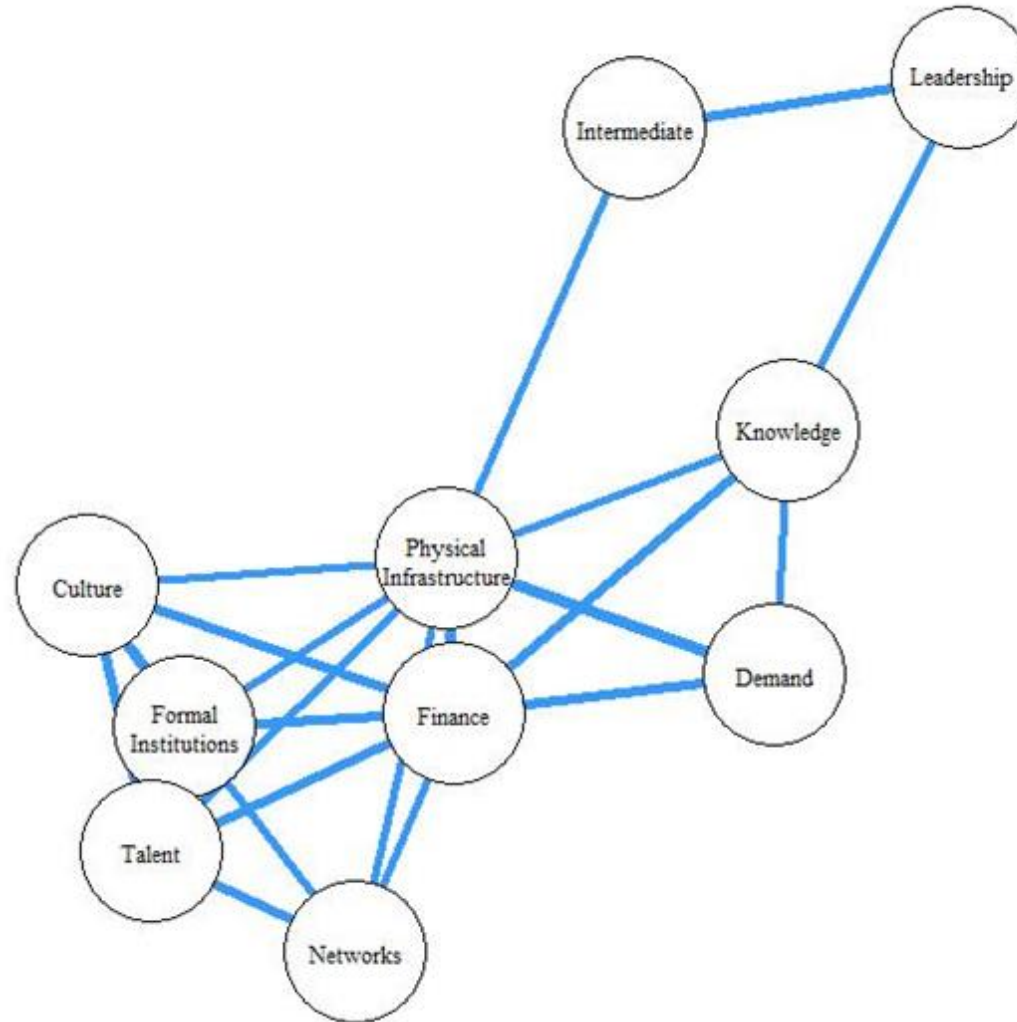 Leadership
Intermediate
Knowledge
Physical
Infrastructure
Culture
Demand
Formal
Institutions
Finance
Talent
Networks